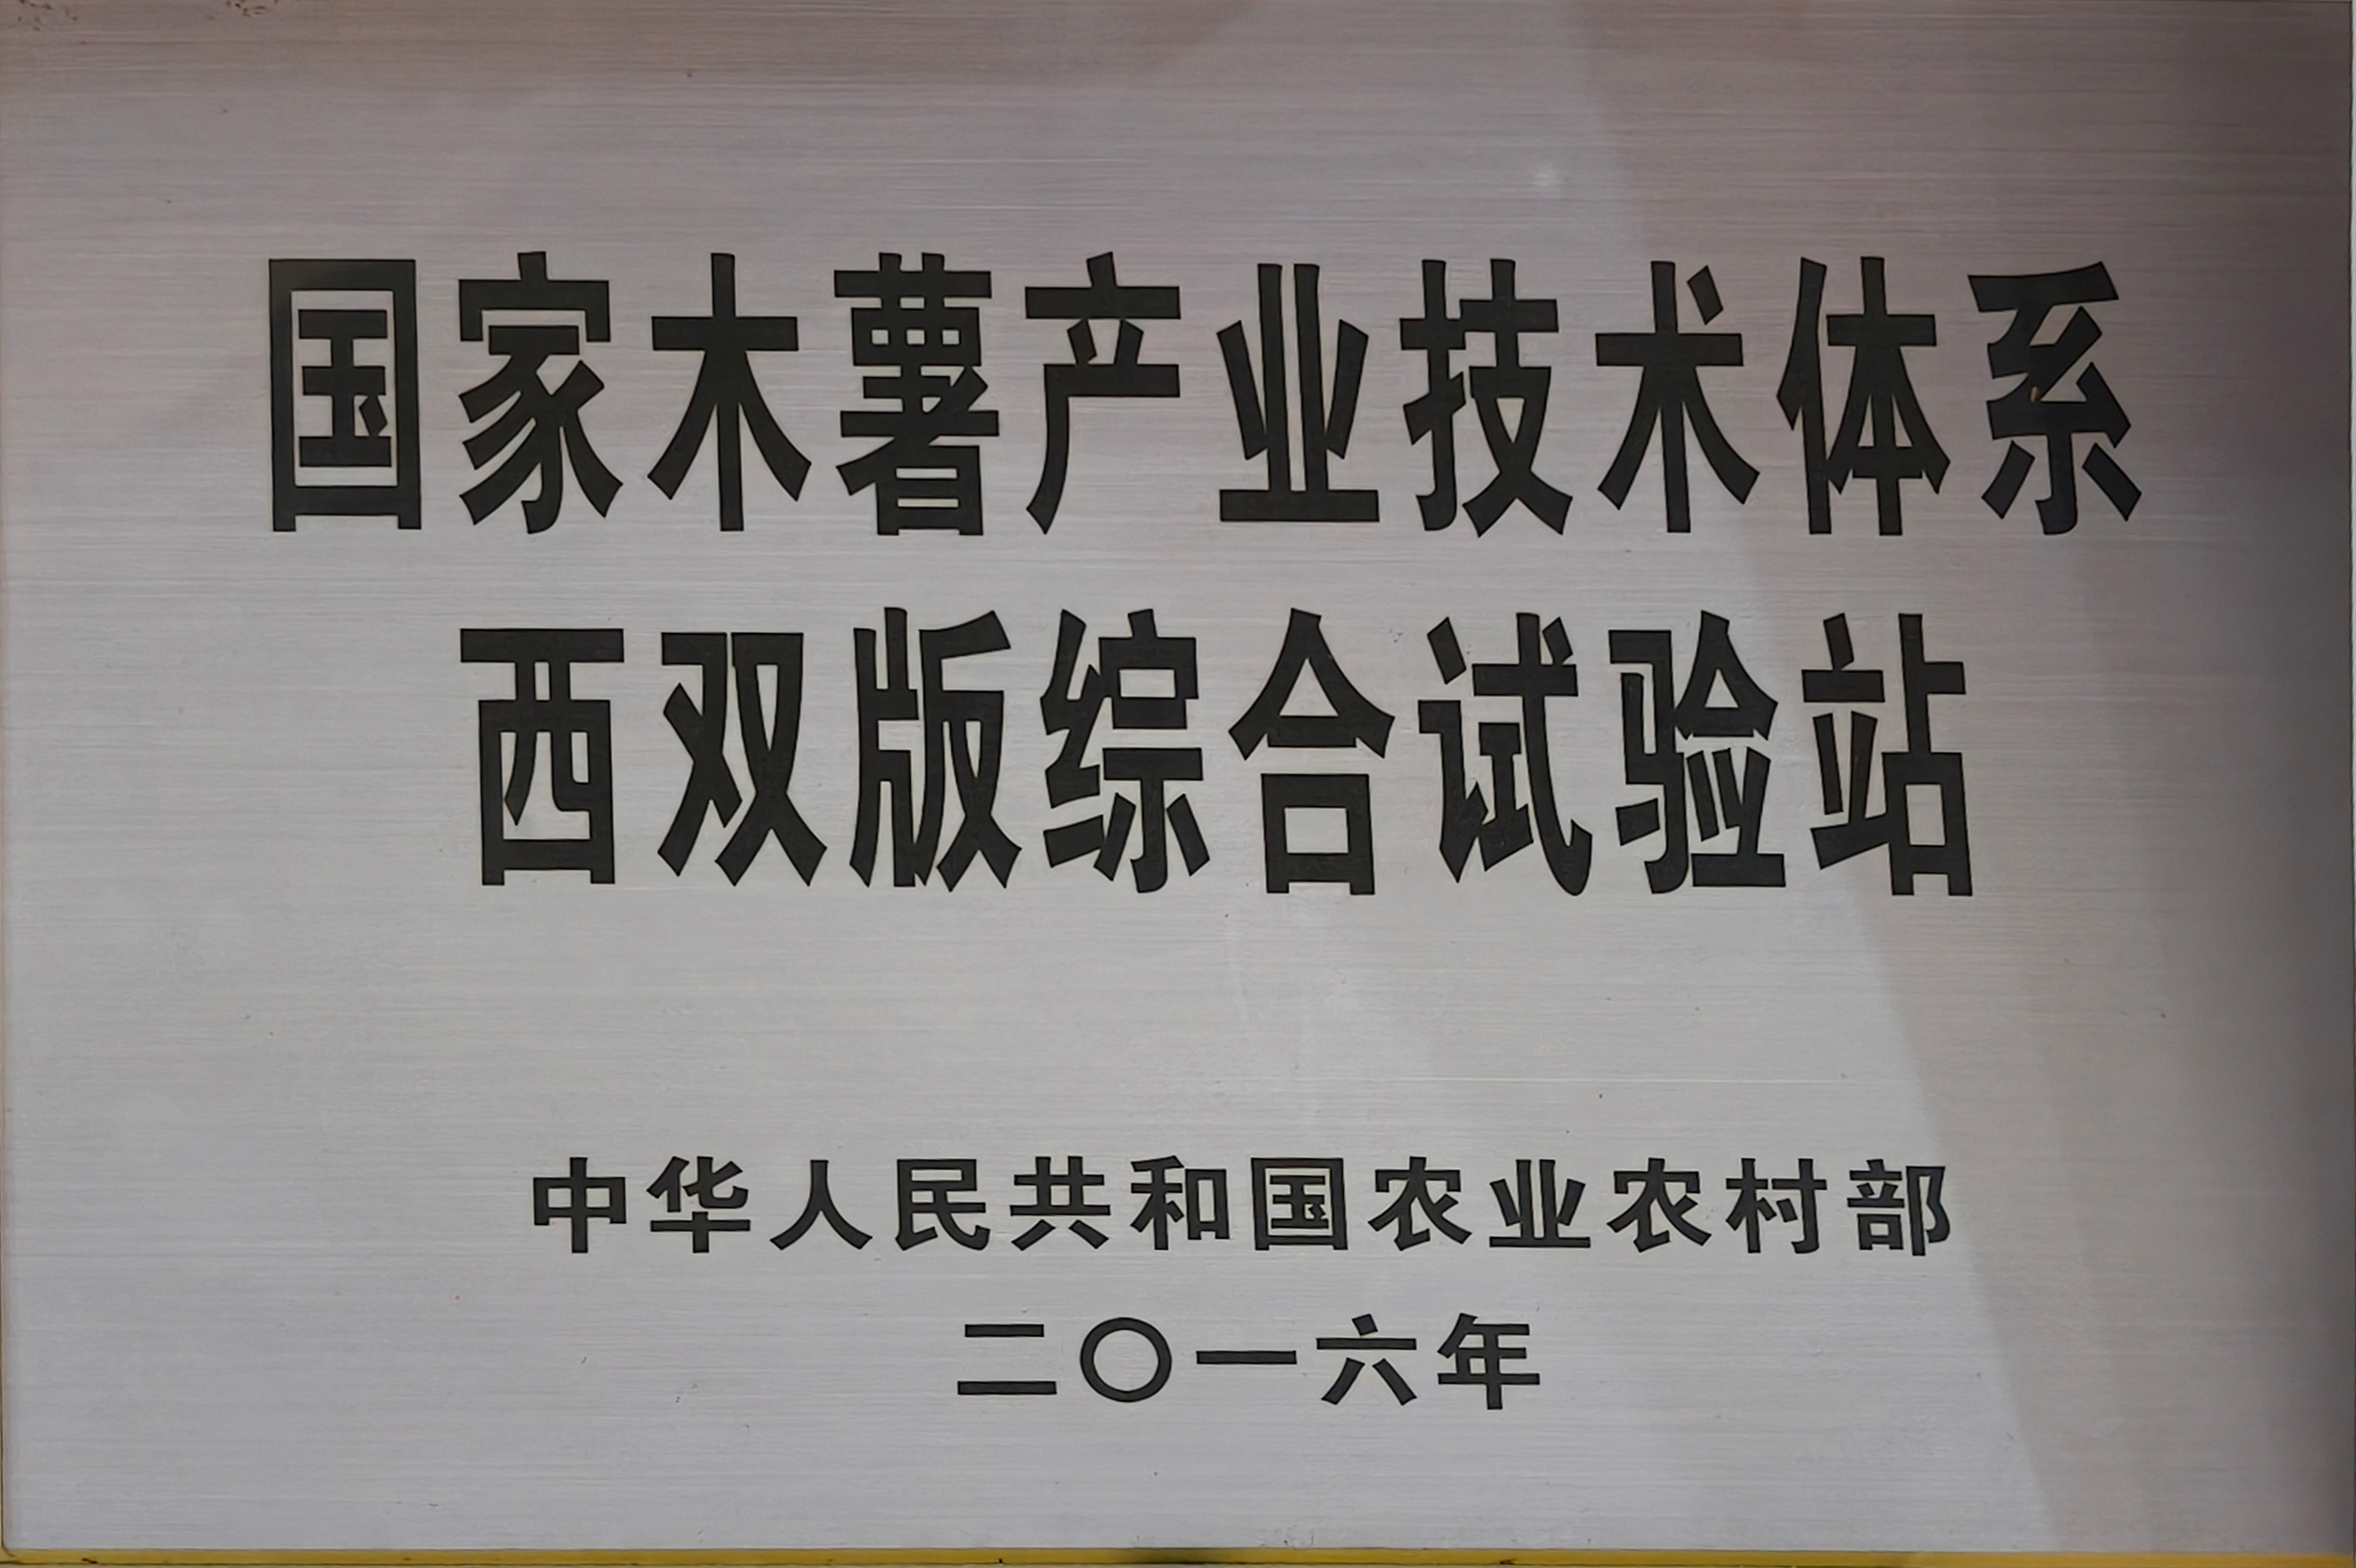 国家木薯产业技术体系
西双版综合试验站
中华人民共和国农业农村部
二〇一六年